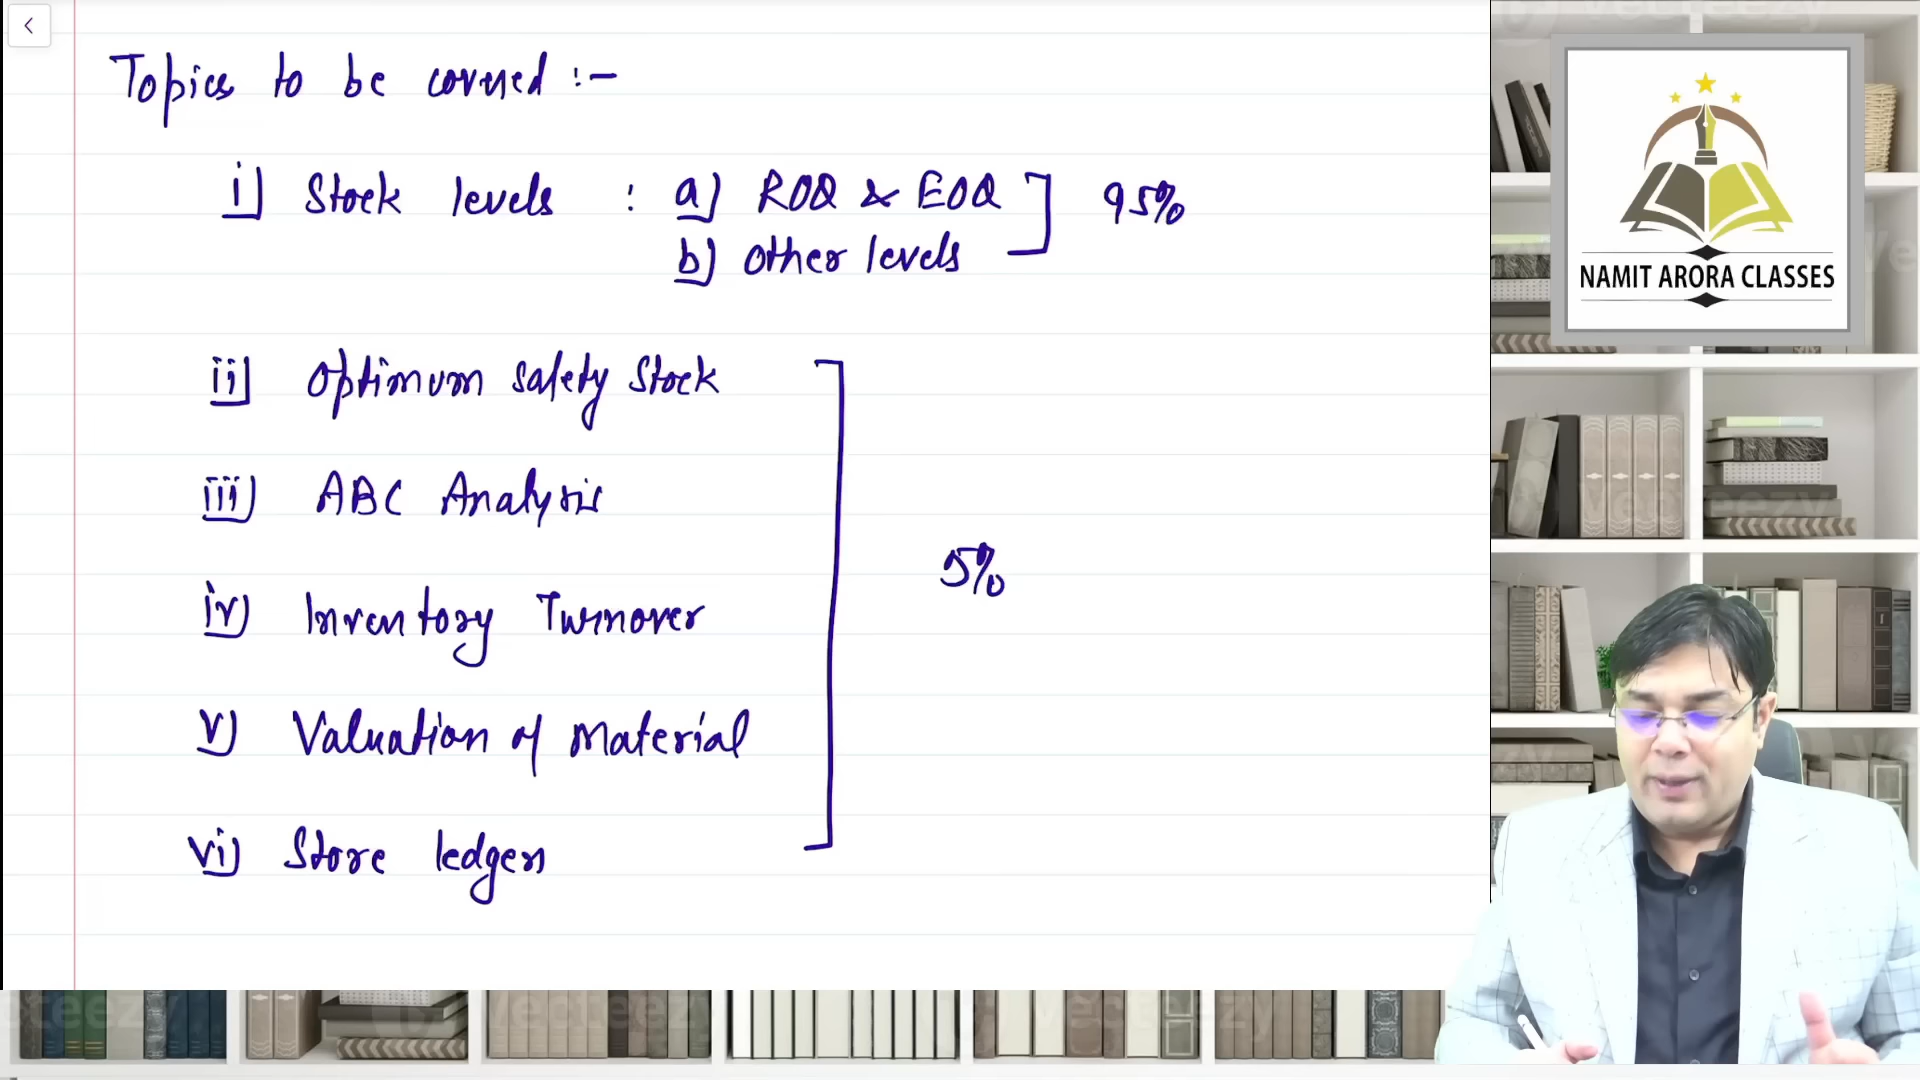 Topics to be covered :-
i) Stock levels : a) ROQ & EOQ 95%
b) Other levels
ii) Optimum safety Stock
iii) ABC Analysis
5%
iv) Inventory Turnover
v) Valuation of Material
vi) Store ledger
NAMIT ARORA CLASSES